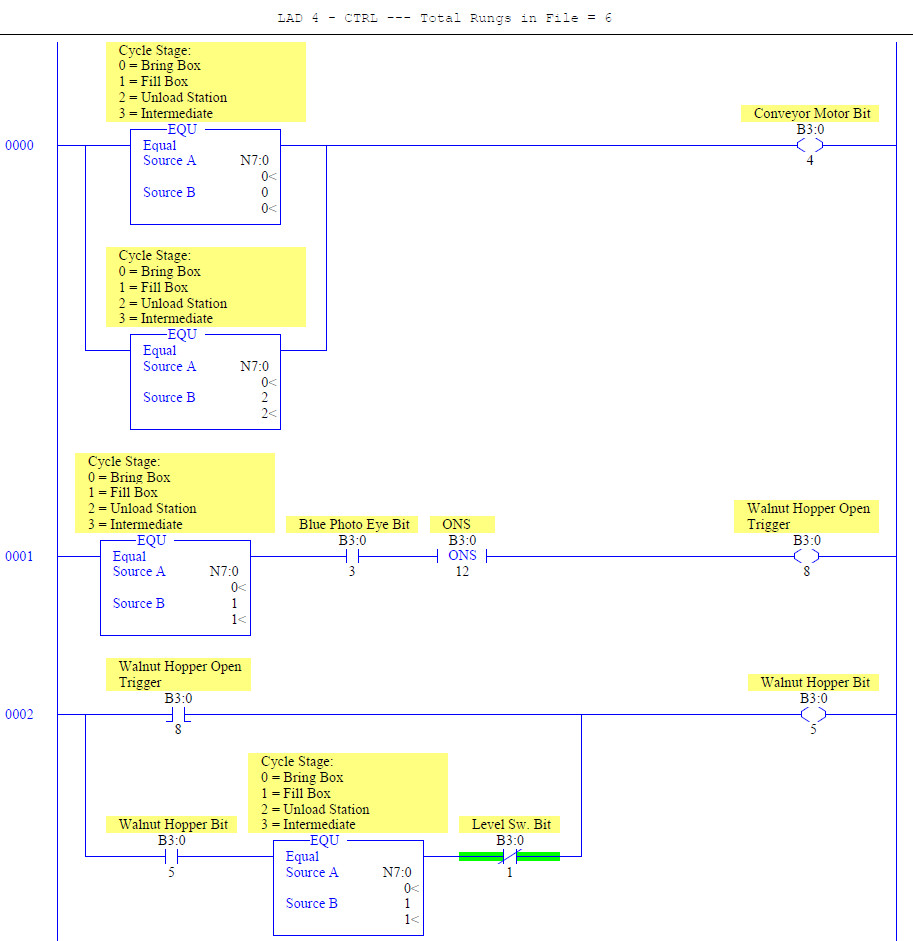 LAD 4 - CTRL --- Total Rungs in File = 6
Cycle Stage:
0 = Bring Box
1 = Fill Box
2 = Unload Station
3 = Intermediate
Conveyor Motor Bit
EQU
B3:0
0000
Equal
Source A N7:0
4
0<
Source B 0
0<
Cycle Stage:
0 = Bring Box
1 = Fill Box
2 = Unload Station
3 = Intermediate
EQU
Equal
Source A N7:0
0<
Source B 2
2<
Cycle Stage:
0 = Bring Box
1 = Fill Box
2 = Unload Station
3 = Intermediate
Blue Photo Eye Bit
ONS
Walnut Hopper Open
Trigger
EQU
B3:0
B3:0
B3:0
0001
Equal
ONS
Source A N7:0
3
12
8
0<
Source B 1
1<
Walnut Hopper Open
Trigger
Walnut Hopper Bit
B3:0
B3:0
0002
8
5
Cycle Stage:
0 = Bring Box
1 = Fill Box
2 = Unload Station
3 = Intermediate
Walnut Hopper Bit
Level Sw. Bit
B3:0
EQU
B3:0
Equal
5
Source A N7:0
1
0<
Source B 1
1<